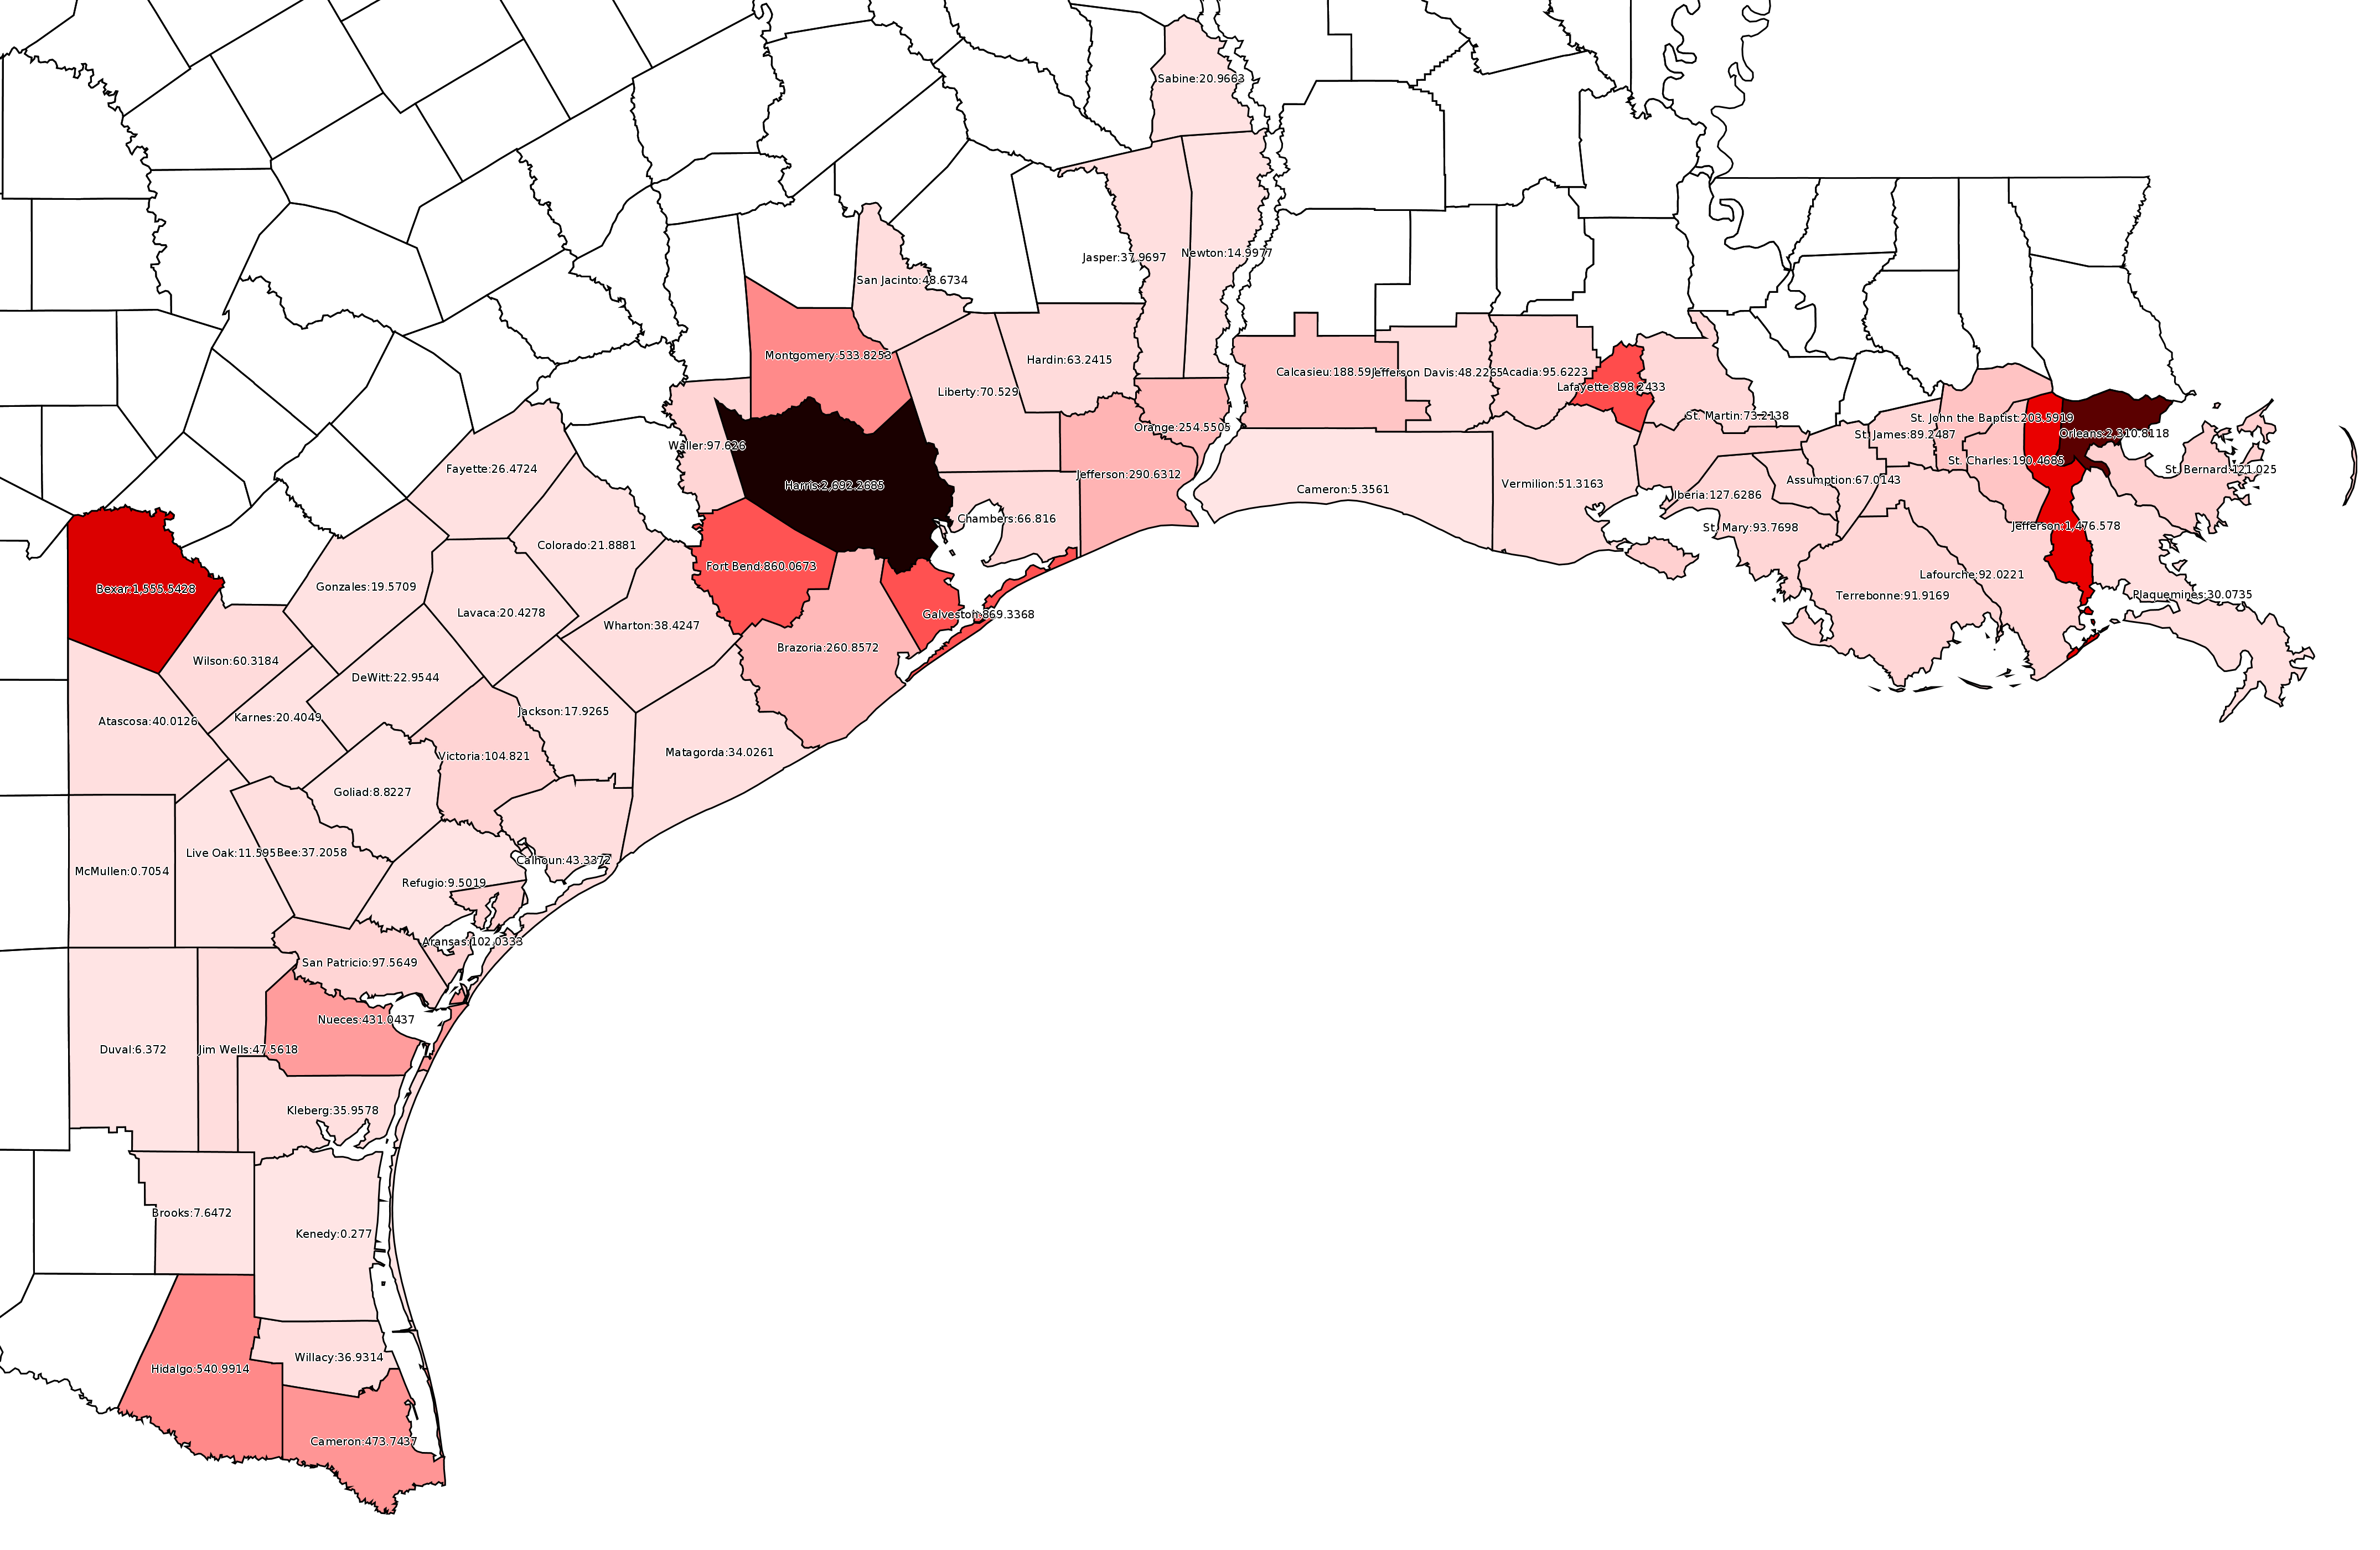 Sabine:20.9663
Newton:14.9977
Jasper:37.9697
San Jacinto:48.6734
Montgomery:533.8253
Hardin:63.2415
Calcasieu:188.59
Jefferson Davis:48.2265
Acadia:95.6223
Lafayette:898.2433
Liberty:70.529
St. Martin:73.2138
St. John the Baptist:203.5919
Orange:254.5505
Orleans:2,310.8118
St. James:89.2487
Waller:97.626
St. Charles:190.4685
Fayette:26.4724
St. Bernard:121.025
Jefferson:290.6312
Assumption:67.0143
Vermilion:51.3163
Harris:2,692.2885
Cameron:5.3561
Iberia:127.6286
Chambers:66.816
Jefferson:1,476.578
St. Mary:93.7698
Colorado:21.8881
Fort Bend:860.0673
Lafourche:92.0221
Gonzales:19.5709
Bexar:1,555.5428
Plaquemines:30.0735
Terrebonne:91.9169
Lavaca:20.4278
Galveston:869.3368
Wharton:38.4247
Brazoria:260.8572
Wilson:60.3184
DeWitt:22.9544
Jackson:17.9265
Karnes:20.4049
Atascosa:40.0126
Matagorda:34.0261
Victoria:104.821
Goliad:8.8227
Live Oak:11.595
Bee:37.2058
Calhoun:43.3372
McMullen:0.7054
Refugio:9.5019
Aransas:102.0333
San Patricio:97.5649
Nueces:431.0437
Duval:6.372
Jim Wells:47.5618
Kleberg:35.9578
Brooks:7.6472
Kenedy:0.277
Willacy:36.9314
Hidalgo:540.9914
Cameron:473.7437